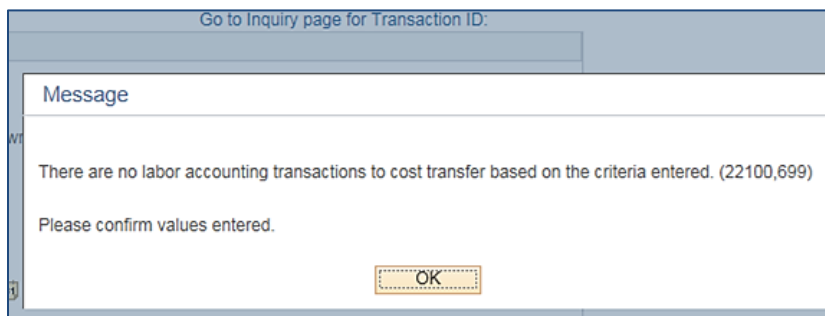 Go to Inquiry page for Transaction ID:
Message
There are no labor accounting transactions to cost transfer based on the criteria entered. (22100,699)
Please confirm values entered.
OK